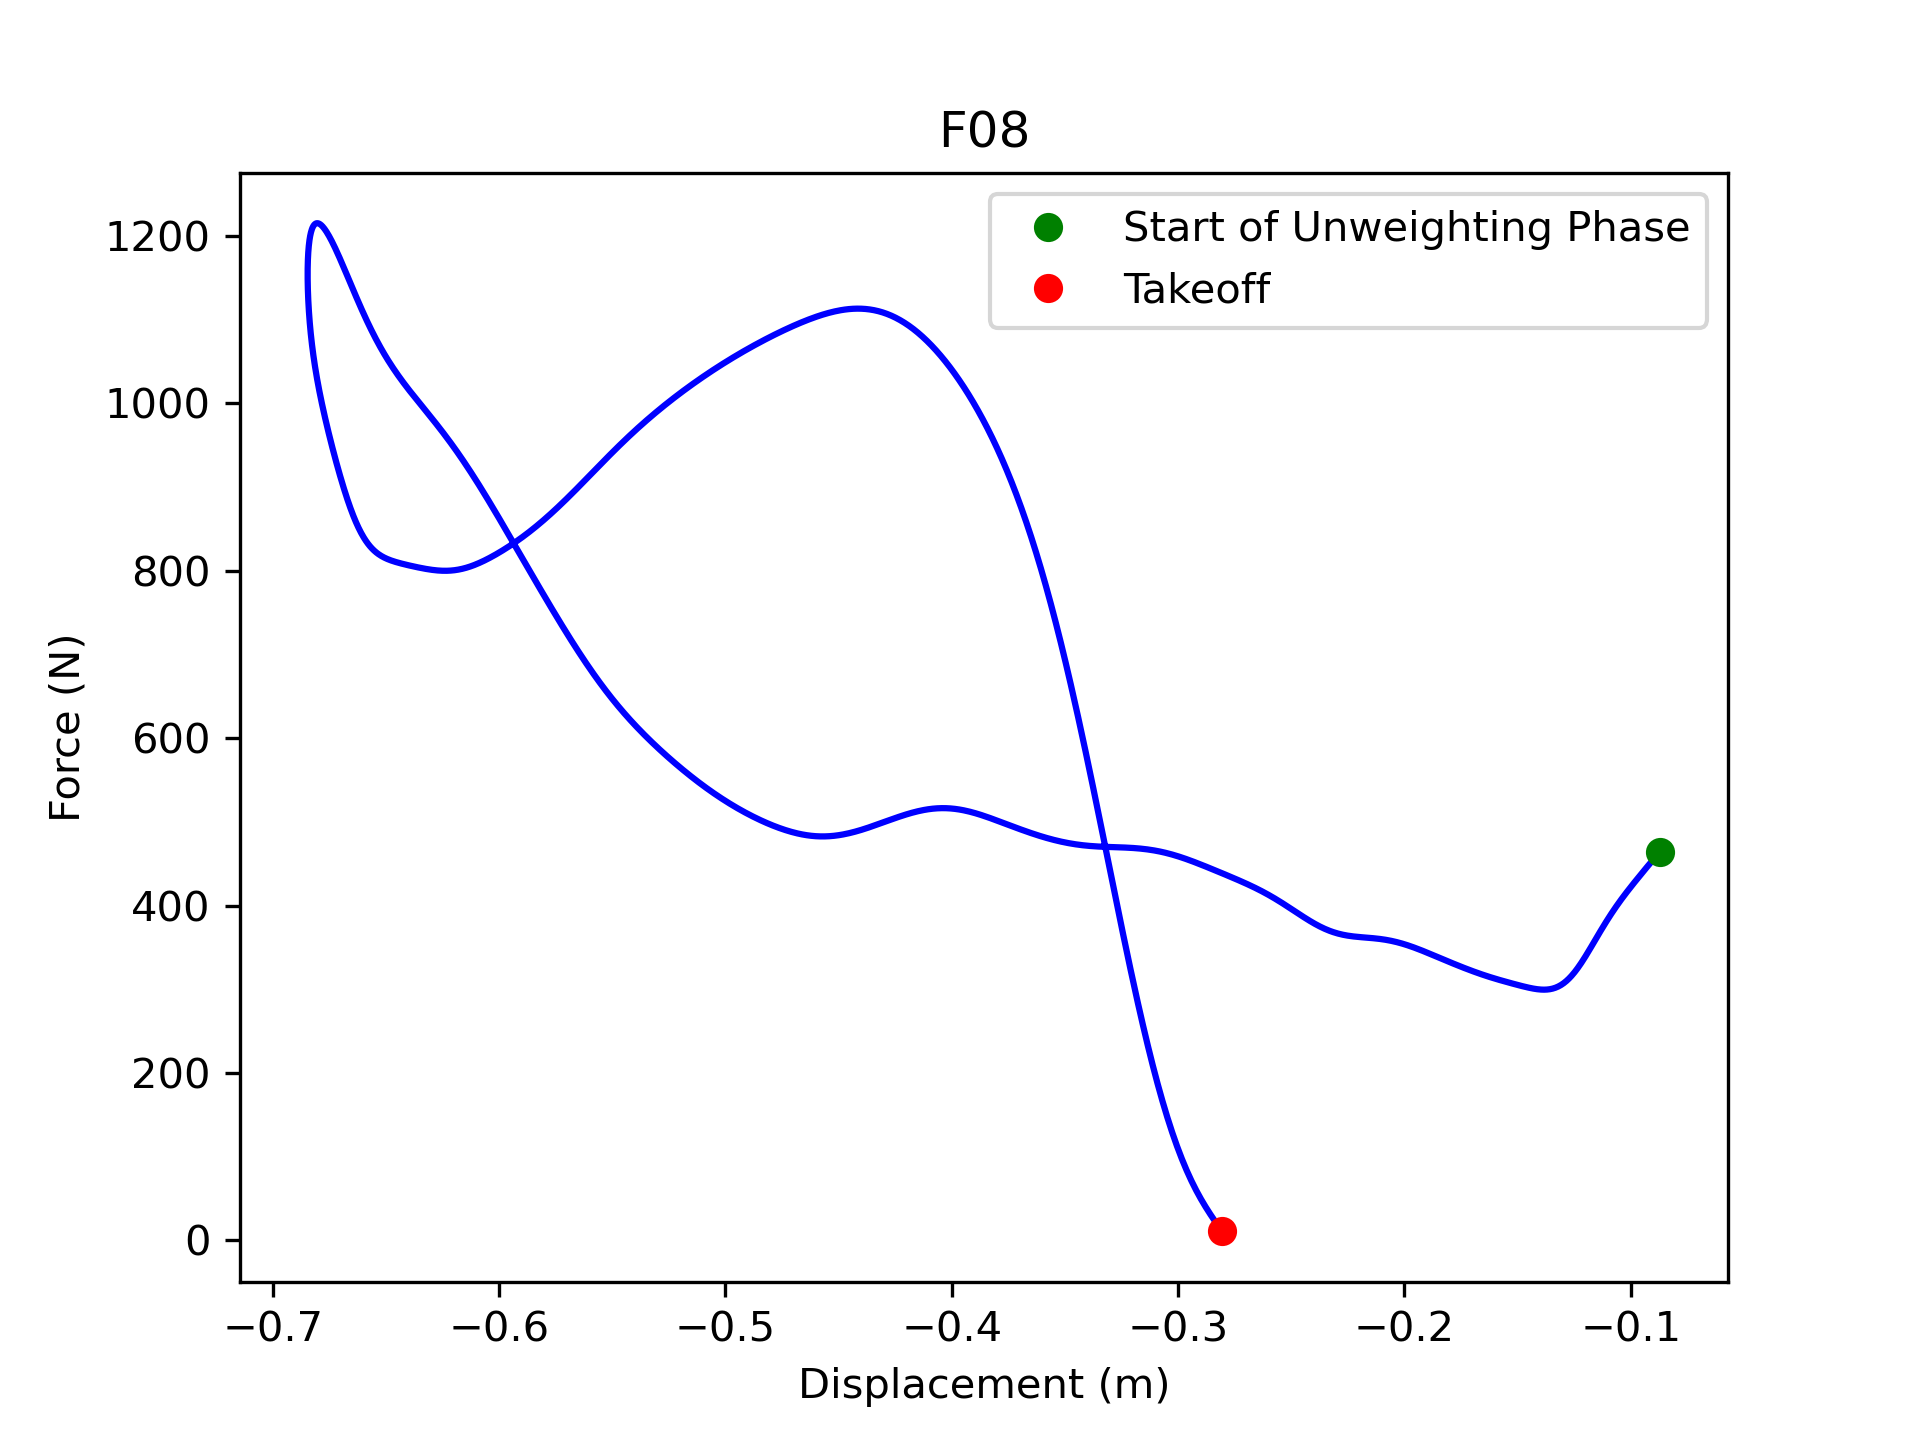 F08
Start of Unweighting Phase
Takeoff
1200
1000
800
600
400
200
0
Force (N)
−0.7 −0.6 −0.5 −0.4 −0.3 −0.2 −0.1
Displacement (m)